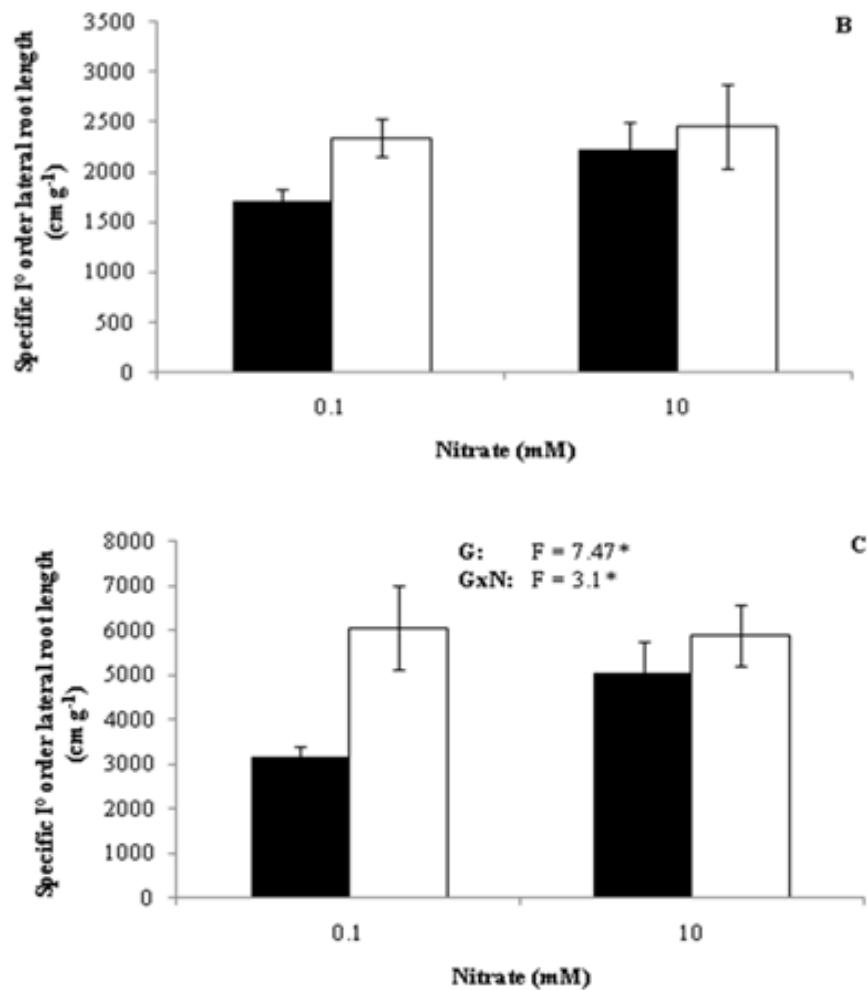 B
3500
3000
2500
2000
1500
1000
500
0
Specific I° order lateral root length
(cm g-1)
0.1 10
Nitrate (mM)
C
G: F = 7.47*
GxN: F = 3.1*
8000
7000
6000
5000
4000
3000
2000
1000
0
Specific I° order lateral root length
(cm g-1)
0.1 10
Nitrate (mM)